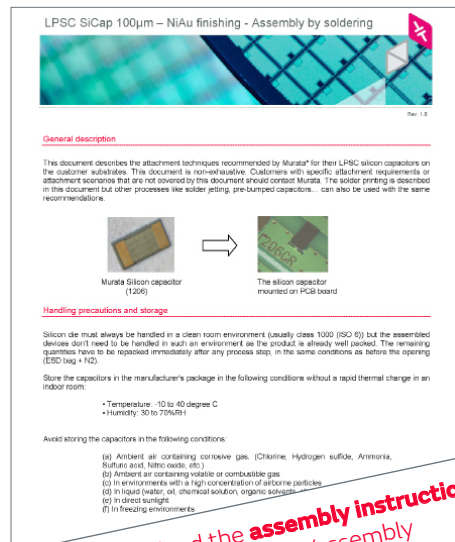 LPSC SiCap 100µm – NiAu finishing - Assembly by soldering
Rev. 1.8
General description
This document describes the attachment techniques recommended by Murata* for their LPSC silicon capacitors on
the customer substrates. This document is non-exhaustive. Customers with specific attachment requirements or
attachment scenarios that are not covered by this document should contact Murata. The solder printing is described
in this document but other processes like solder jetting, pre-bumped capacitors… can also be used with the same
recommendations.
206CR
Murata Silicon capacitor
(1206)
The silicon capacitor
mounted on PCB board
Handling precautions and storage
Silicon die must always be handled in a clean room environment (usually class 1000 (ISO 6)) but the assembled
devices don't need to be handled in such an environment as the product is already well packed. The remaining
quantities have to be repacked immediately after any process step, in the same conditions as before the opening
(ESD bag + N2).
Store the capacitors in the manufacturer's package in the following conditions without a rapid thermal change in an
indoor room:
• Temperature: -10 to 40 degree C
• Humidity: 30 to 70%RH
Avoid storing the capacitors in the following conditions:
(a) Ambient air containing corrosive gas. (Chlorine, Hydrogen sulfide, Ammonia,
Sulfuric acid, Nitric oxide, etc.)
(b) Ambient air containing volatile or combustible gas
(c) In environments with a high concentration of airborne particles
(d) In liquid (water, oil, chemical solution, organic solvents,
(e) In direct sunlight
(f) In freezing environments
the assembly instructio
assembly